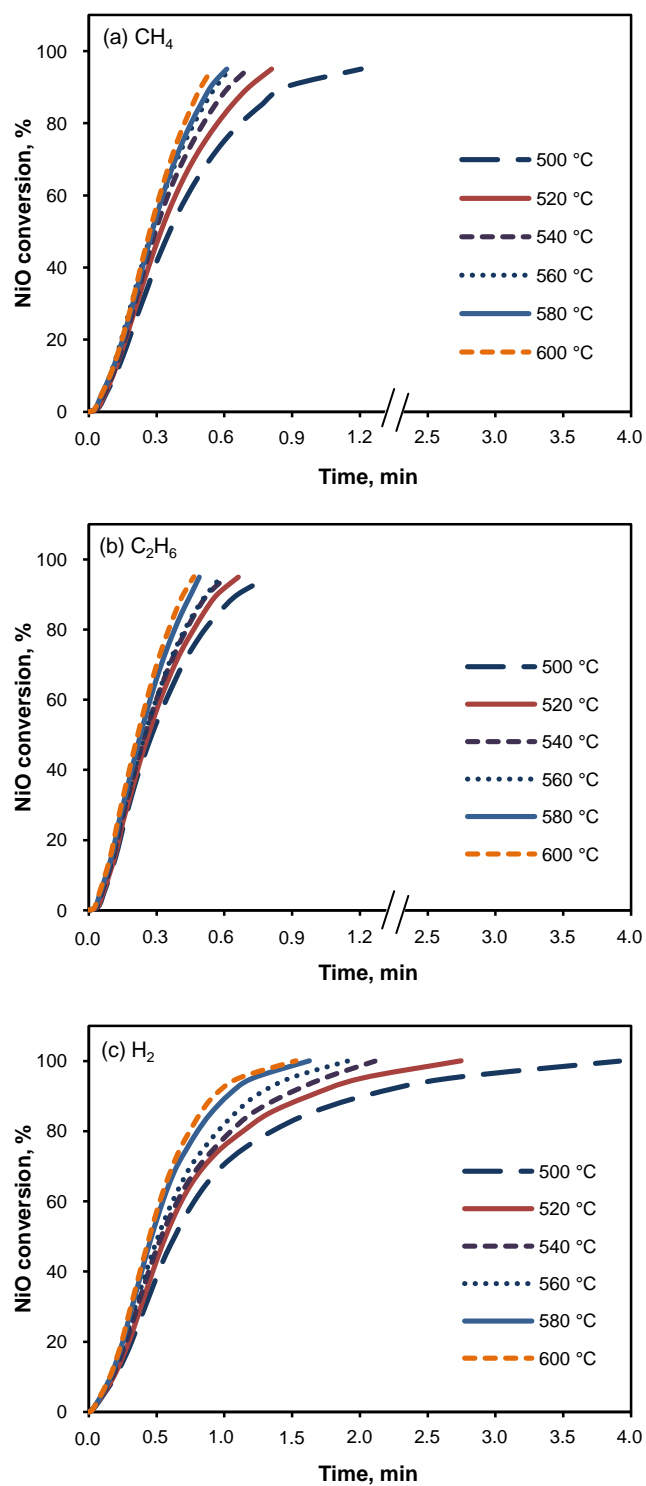 (a) CH₄
NiO conversion, %
100
80
60
40
20
0
500 °C
520 °C
540 °C
560 °C
580 °C
600 °C
0.0 0.3 0.6 0.9 1.2 2.5 3.0 3.5 4.0
Time, min
(b) C₂H₆
NiO conversion, %
100
80
60
40
20
0
500 °C
520 °C
540 °C
560 °C
580 °C
600 °C
0.0 0.3 0.6 0.9 1.2 2.5 3.0 3.5 4.0
Time, min
(c) H₂
NiO conversion, %
100
80
60
40
20
0
500 °C
520 °C
540 °C
560 °C
580 °C
600 °C
0.0 0.5 1.0 1.5 2.0 2.5 3.0 3.5 4.0
Time, min